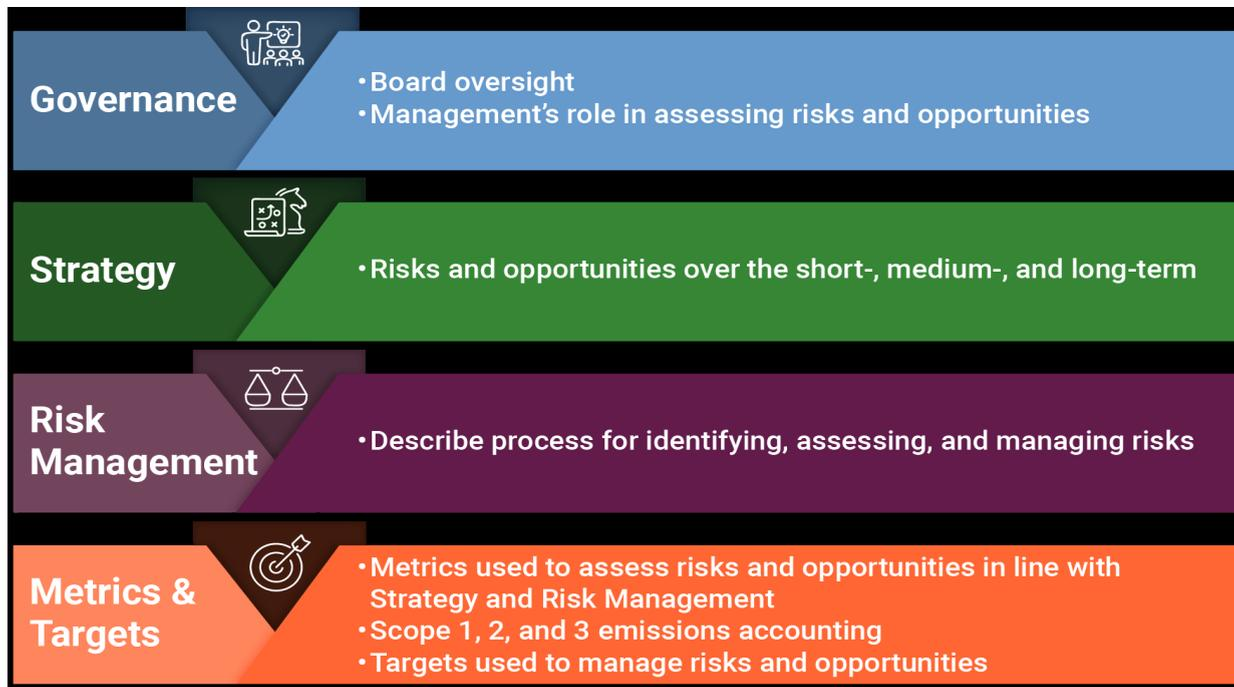 Governance
•Board oversight
•Management’s role in assessing risks and opportunities
Strategy
•Risks and opportunities over the short-, medium-, and long-term
Risk
Management
•Describe process for identifying, assessing, and managing risks
Metrics &
Targets
•Metrics used to assess risks and opportunities in line with
Strategy and Risk Management
•Scope 1, 2, and 3 emissions accounting
•Targets used to manage risks and opportunities